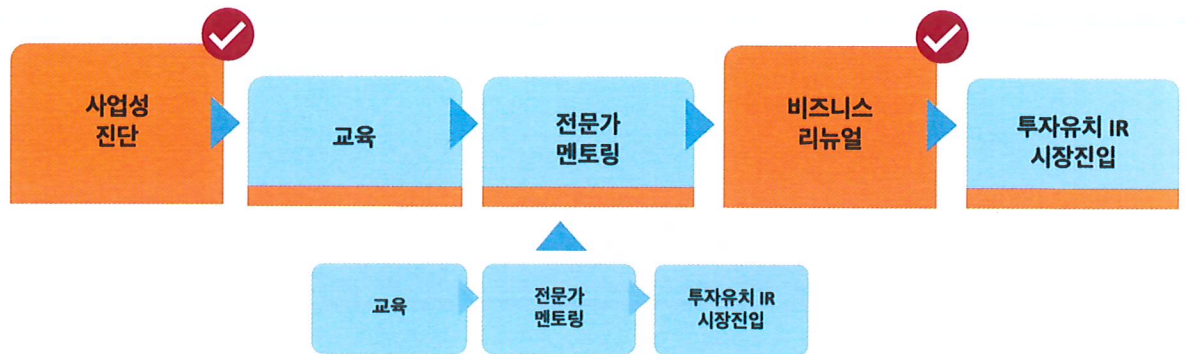 사업성
진단
교육
전문가
멘토링
비즈니스
리뉴얼
투자유치 IR
시장진입
교육
전문가
멘토링
투자유치 IR
시장진입